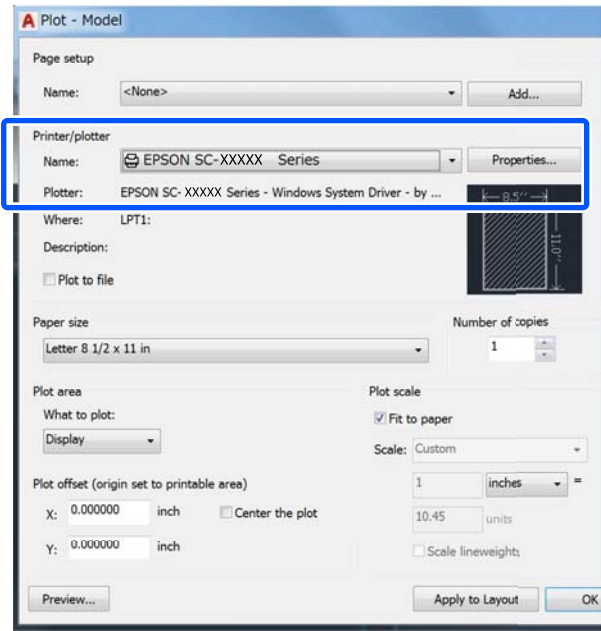 A Plot - Model
Page setup
Name: <None> Add...
Printer/plotter
Name: EPSON SC-XXXXX Series Properties...
Plotter: EPSON SC- XXXXX Series - Windows System Driver - by ...
8.5''
Where: LPT1:
11.0''
Description:
Plot to file
Paper size
Number of copies
Letter 8 1/2 x 11 in
1
Plot area
Plot scale
What to plot:
Fit to paper
Display
Scale: Custom
Plot offset (origin set to printable area)
1 inches =
X: 0.000000 inch Center the plot
10.45 units
Y: 0.000000 inch
Scale lineweights
Preview... Apply to Layout OK